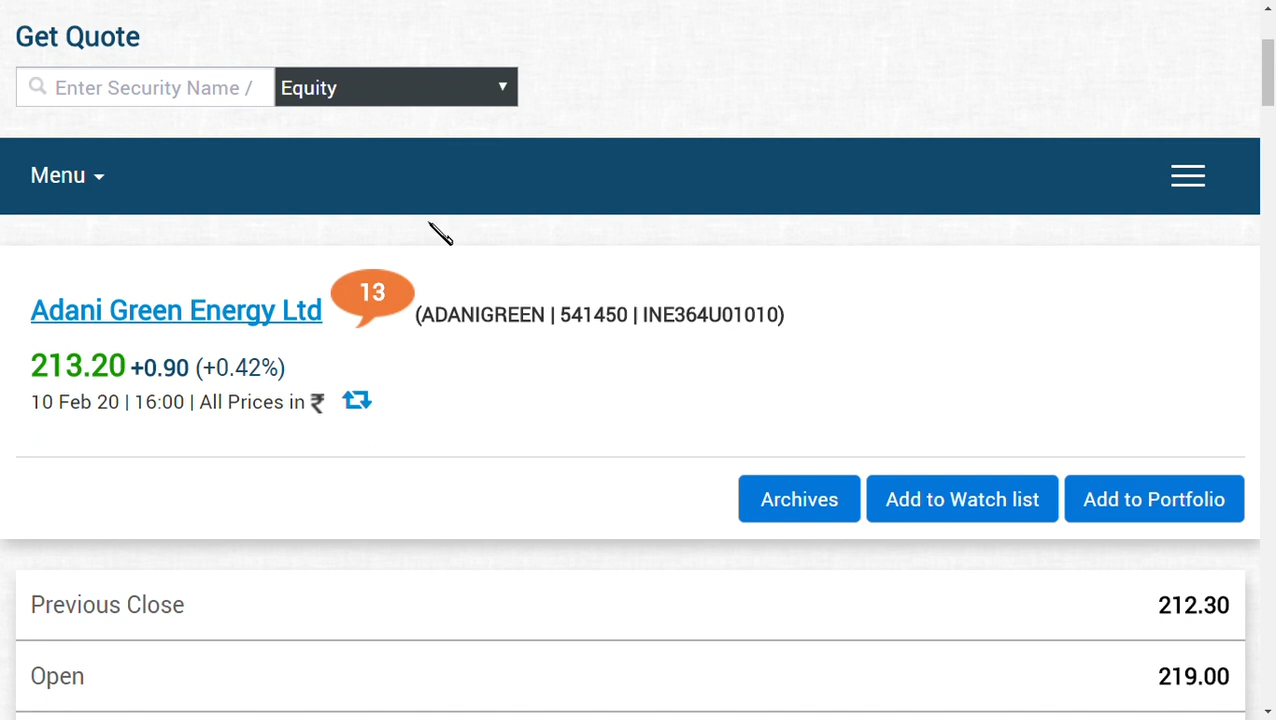 Get Quote
Enter Security Name /
Equity
Menu
Adani Green Energy Ltd 13 (ADANIGREEN | 541450 | INE364U01010)
213.20 +0.90 (+0.42%)
10 Feb 20 | 16:00 | All Prices in ₹
Archives Add to Watch list Add to Portfolio
Previous Close 212.30
Open 219.00